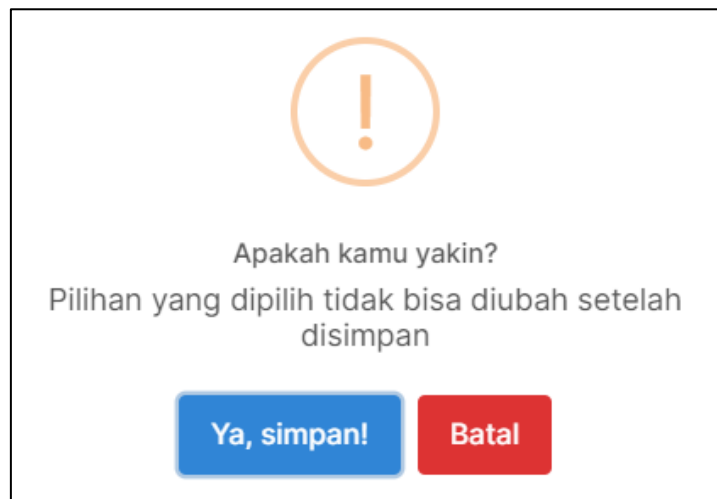 Apakah kamu yakin?
Pilihan yang dipilih tidak bisa diubah setelah
disimpan
Ya, simpan!
Batal